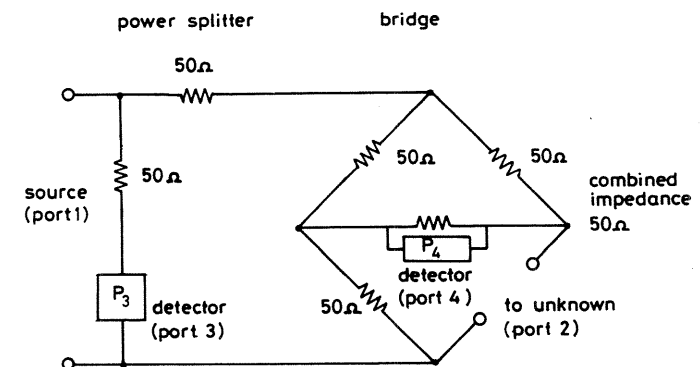 power splitter
bridge
50Ω
50Ω
50Ω
50Ω
source
(port1)
combined
impedance
50Ω
P4
detector
(port 4)
P3
detector
(port 3)
50Ω
to unknown
(port 2)